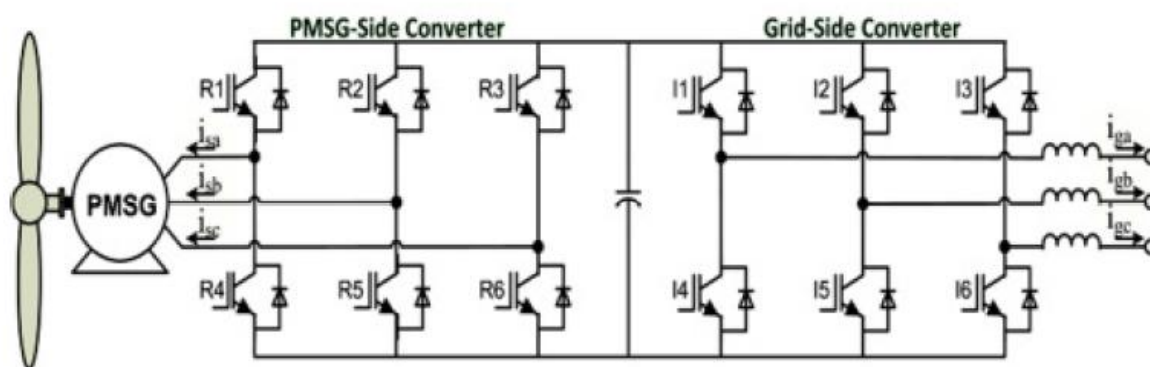 PMSG-Side Converter
Grid-Side Converter
R1
R2
R3
I1
I2
I3
isa
isb
isc
PMSG
iga
igb
igc
R4
R5
R6
I4
I5
I6